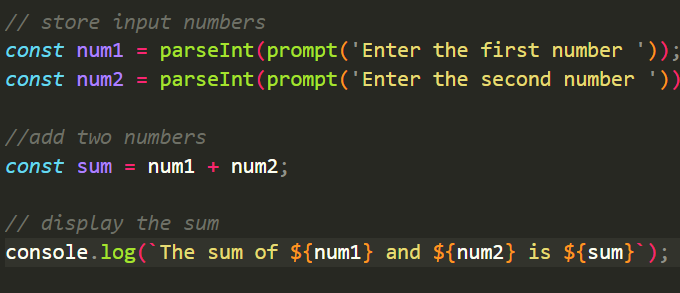 // store input numbers
const num1 = parseInt(prompt('Enter the first number '));
const num2 = parseInt(prompt('Enter the second number '))
//add two numbers
const sum = num1 + num2;
// display the sum
console.log(`The sum of ${num1} and ${num2} is ${sum}`);